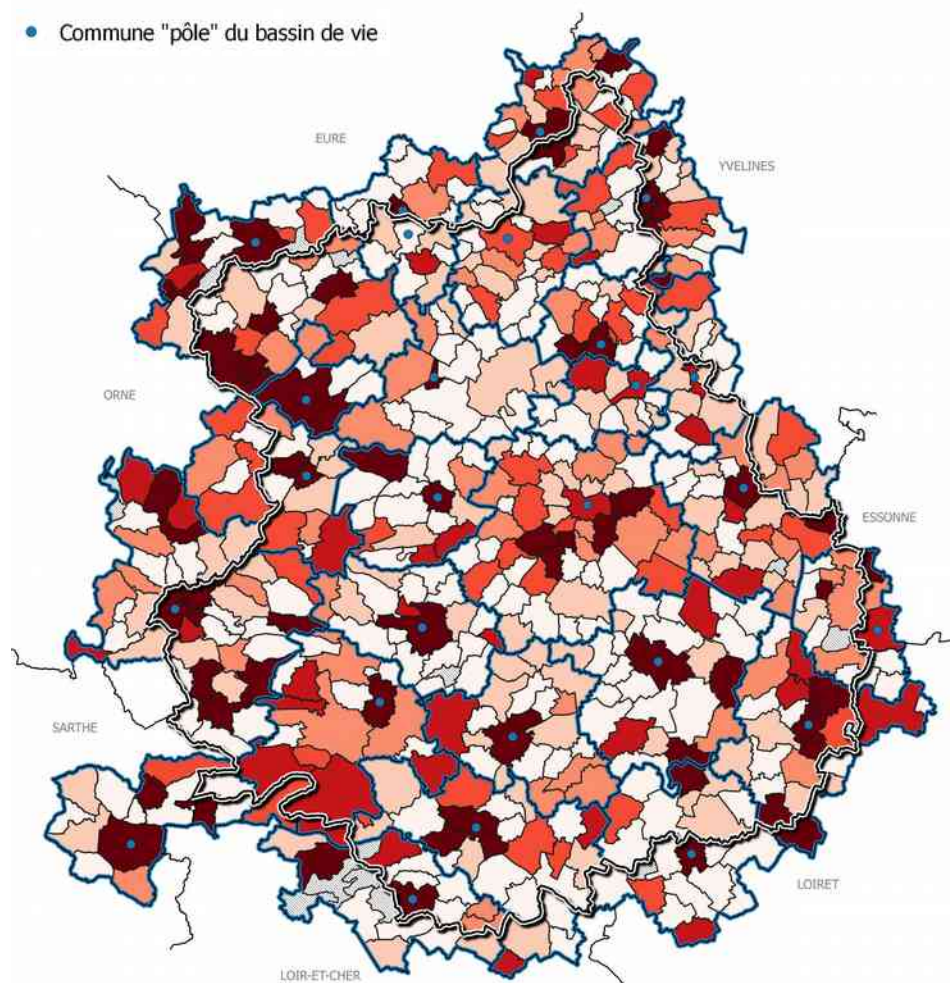 Commune "pôle" du bassin de vie
EURE
YVELINES
ORNE
ESSONNE
SARTHE
LOIRET
LOIR-ET-CHER